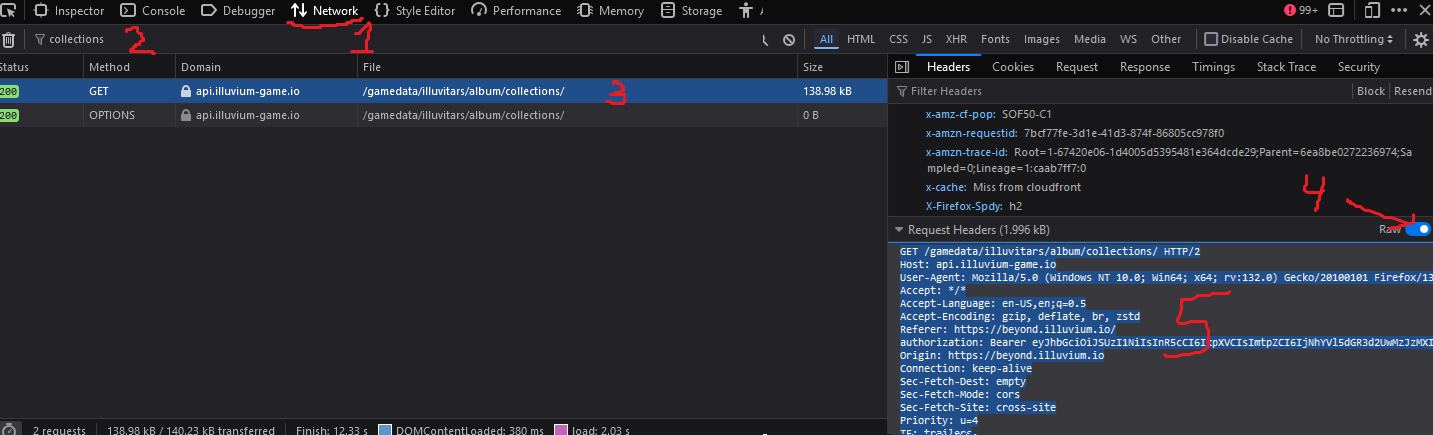 Inspector Console Debugger Network Style Editor Performance Memory Storage 99+
collections 2 1 All HTML CSS JS XHR Fonts Images Media WS Other Disable Cache No Throttling
Status Method Domain File Size
200 GET api.illuvium-game.io /gamedata/illuvitars/album/collections/ 3 138.98 kB
200 OPTIONS api.illuvium-game.io /gamedata/illuvitars/album/collections/ 0 B
Headers Cookies Request Response Timings Stack Trace Security
Filter Headers Block Resend
x-amz-cf-pop: SOF50-C1
x-amzn-requestid: 7bcf77fe-3d1e-41d3-874f-86805cc978f0
x-amzn-trace-id: Root=1-67420e06-1d4005d5395481e364dcde29;Parent=6ea8be0272236974;Sa
mpled=0;Lineage=1:caab7ff7:0
x-cache: Miss from cloudfront
X-Firefox-Spdy: h2
4
Request Headers (1.996 kB) Raw
GET /gamedata/illuvitars/album/collections/ HTTP/2
Host: api.illuvium-game.io
User-Agent: Mozilla/5.0 (Windows NT 10.0; Win64; x64; rv:132.0) Gecko/20100101 Firefox/13
Accept: */*
Accept-Language: en-US,en;q=0.5
Accept-Encoding: gzip, deflate, br, zstd
5
Referer: https://beyond.illuvium.io/
authorization: Bearer
Origin: https://beyond.illuvium.io
Connection: keep-alive
Sec-Fetch-Dest: empty
Sec-Fetch-Mode: cors
Sec-Fetch-Site: cross-site
Priority: u=4
TE: trailers
2 requests 138.98 kB / 140.23 kB transferred Finish: 12.33 s DOMContentLoaded: 380 ms load: 2.03 s